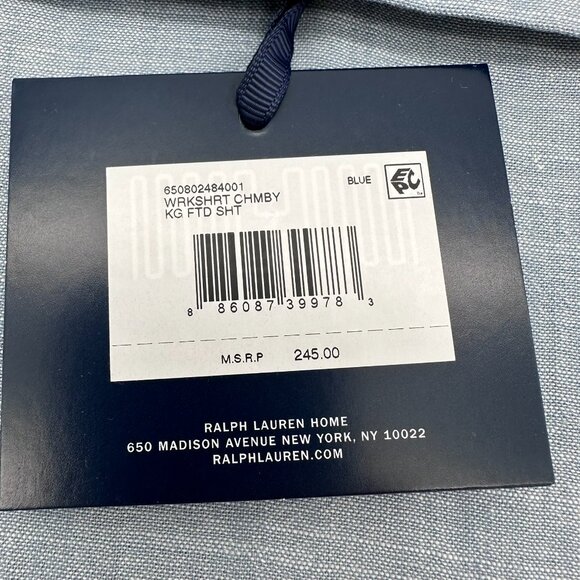 650802484001 BLUE EPC
WRKSHRT CHMBY
KG FTD SHT
8 86087 39978 3
M.S.R.P 245.00
RALPH LAUREN HOME
650 MADISON AVENUE NEW YORK, NY 10022
RALPHLAUREN.COM